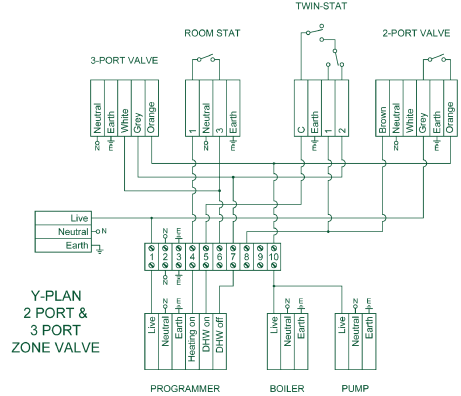 TWIN-STAT
3-PORT VALVE
ROOM STAT
2-PORT VALVE
Neutral
Earth
White
Grey
Orange
1
Neutral
3
Earth
C
Earth
1
2
Brown
Neutral
Earth
Grey
Orange
N
E
N
E
E
N
E
Live
Neutral
N
Earth
N
E
1
2
3
4
5
6
7
8
9
10
Y-PLAN
2 PORT &
3 PORT
ZONE VALVE
N
E
N
E
N
E
Live
Neutral
Earth
Heating on
DHW on
DHW off
Live
Neutral
Earth
Live
Neutral
Earth
PROGRAMMER
BOILER
PUMP